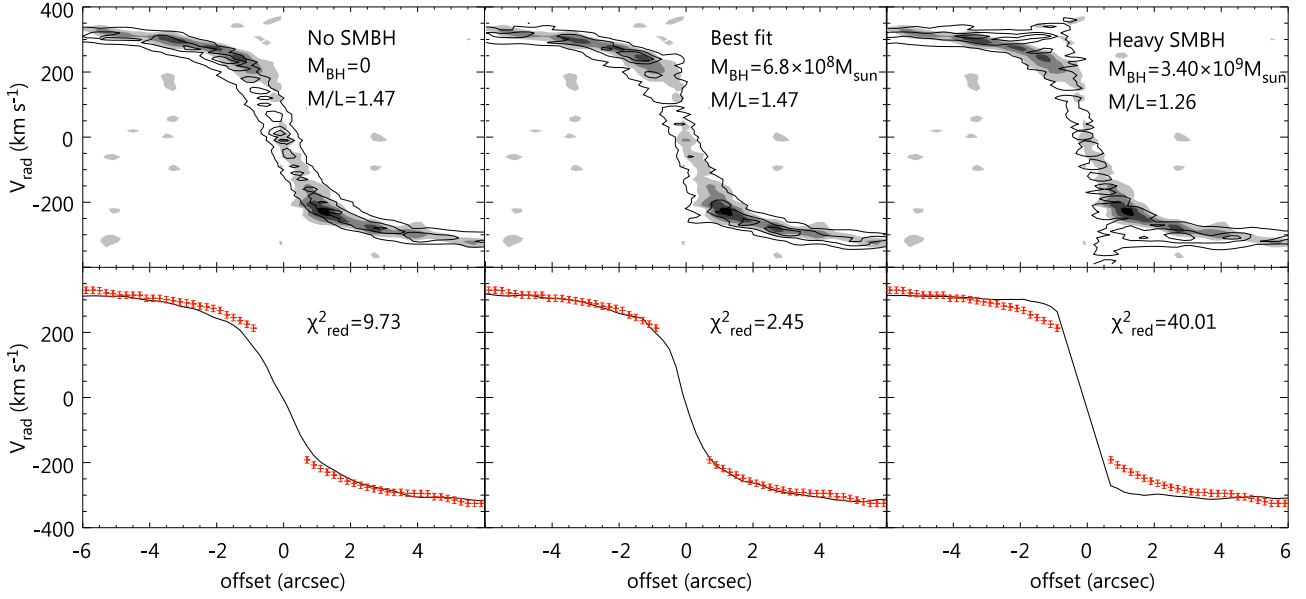 No SMBH
M_BH=0
M/L=1.47
Best fit
M_BH=6.8×10^8M_sun
M/L=1.47
Heavy SMBH
M_BH=3.40×10^9M_sun
M/L=1.26
400
200
0
-200
V_rad (km s^-1)
χ^2_red=9.73
χ^2_red=2.45
χ^2_red=40.01
200
0
-200
-400
V_rad (km s^-1)
-6 -4 -2 0 2 4 -6 -4 -2 0 2 4 -6 -4 -2 0 2 4 6
offset (arcsec) offset (arcsec) offset (arcsec)